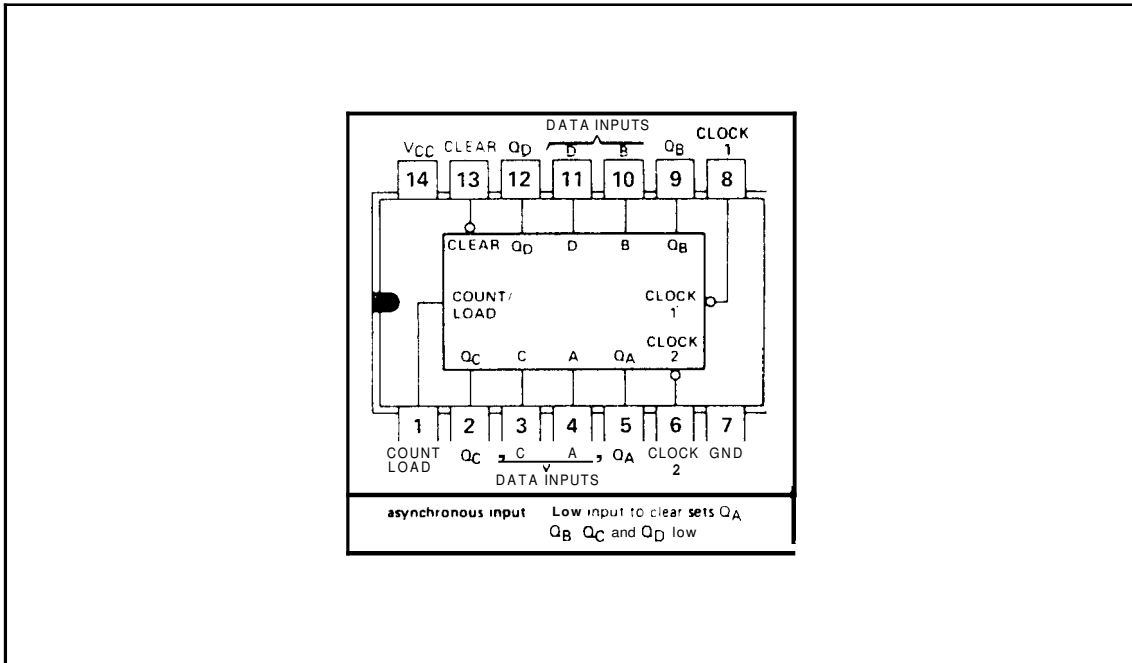 DATA INPUTS
VCC CLEAR QD D B QB CLOCK 1
14 13 12 11 10 9 8
CLEAR QD D B QB
COUNT/
LOAD
CLOCK
1
CLOCK
2
QC C A QA
1 2 3 4 5 6 7
COUNT
LOAD
QC C A QA CLOCK
2
GND
DATA INPUTS
asynchronous input Low input to clear sets QA
QB QC and QD low